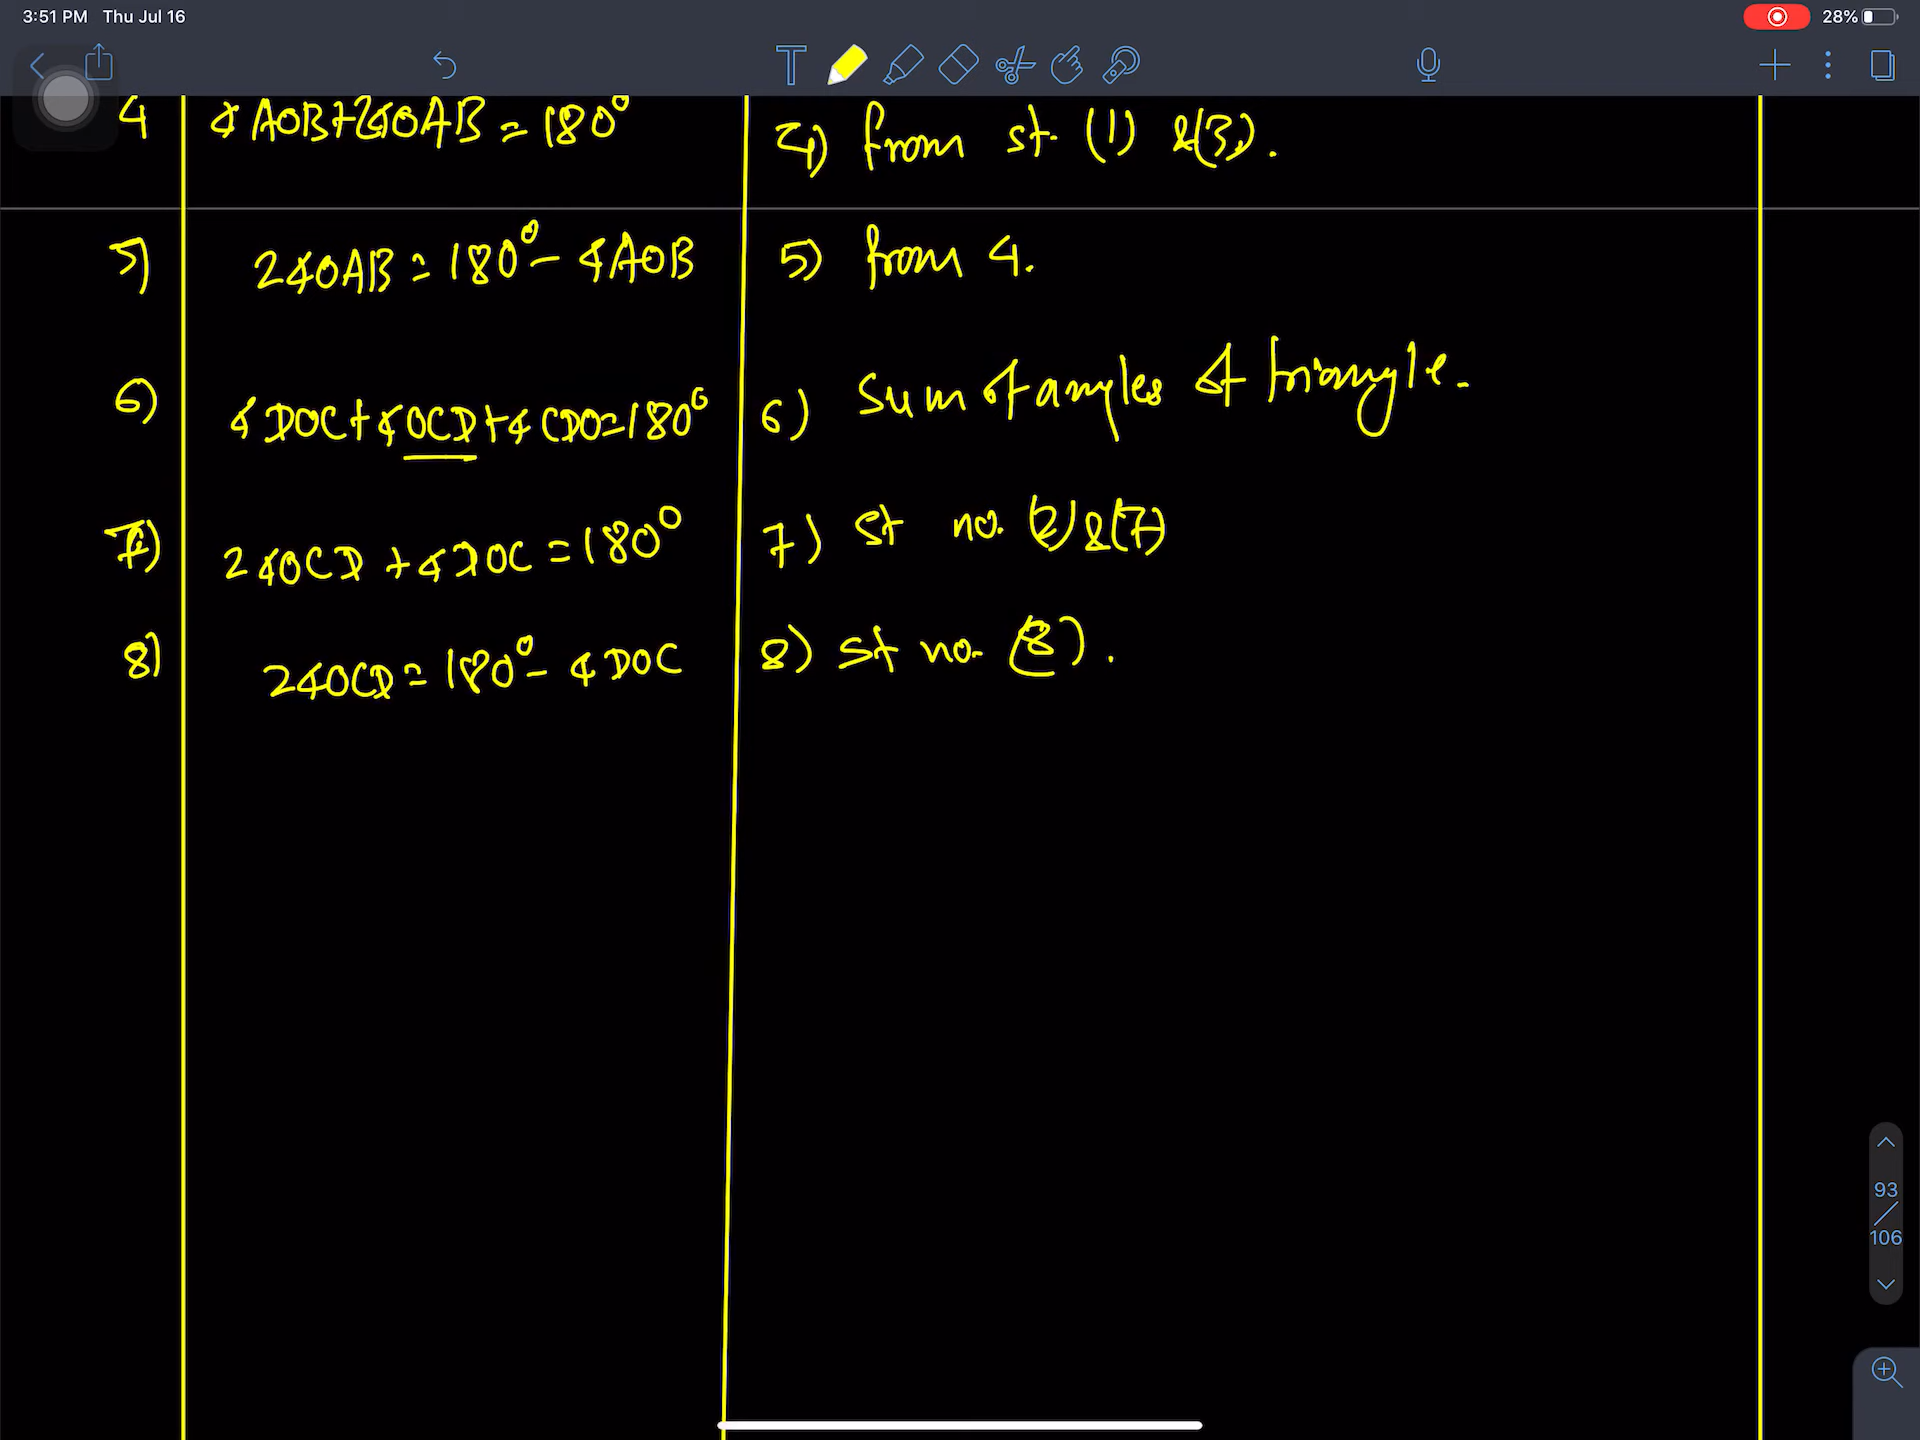 3:51 PM Thu Jul 16
28%
4 ∡AOB+2∡OAB = 180° 4) from st. (1) &(3).
5) 2∡OAB = 180° - ∡AOB 5) from 4.
6) ∡DOC+∡OCD+∡CDO=180° 6) Sum of angles of triangle.
7) 2∡OCD + ∡DOC = 180° 7) St no. (2)&(7)
8) 2∡OCD = 180° - ∡DOC 8) St no. (8).
93
106